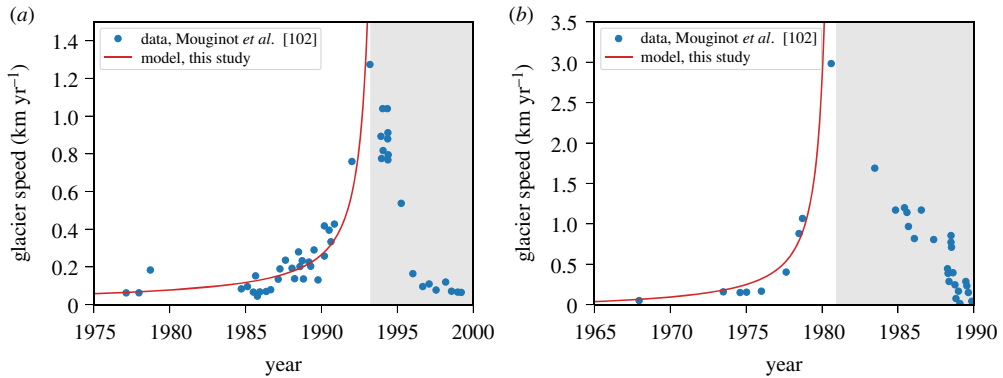 (a)
1.4
1.2
1.0
0.8
0.6
0.4
0.2
0
glacier speed (km yr⁻¹)
data, Mouginot et al. [102]
model, this study
1975 1980 1985 1990 1995 2000
year
(b)
3.5
3.0
2.5
2.0
1.5
1.0
0.5
0
glacier speed (km yr⁻¹)
data, Mouginot et al. [102]
model, this study
1965 1970 1975 1980 1985 1990
year